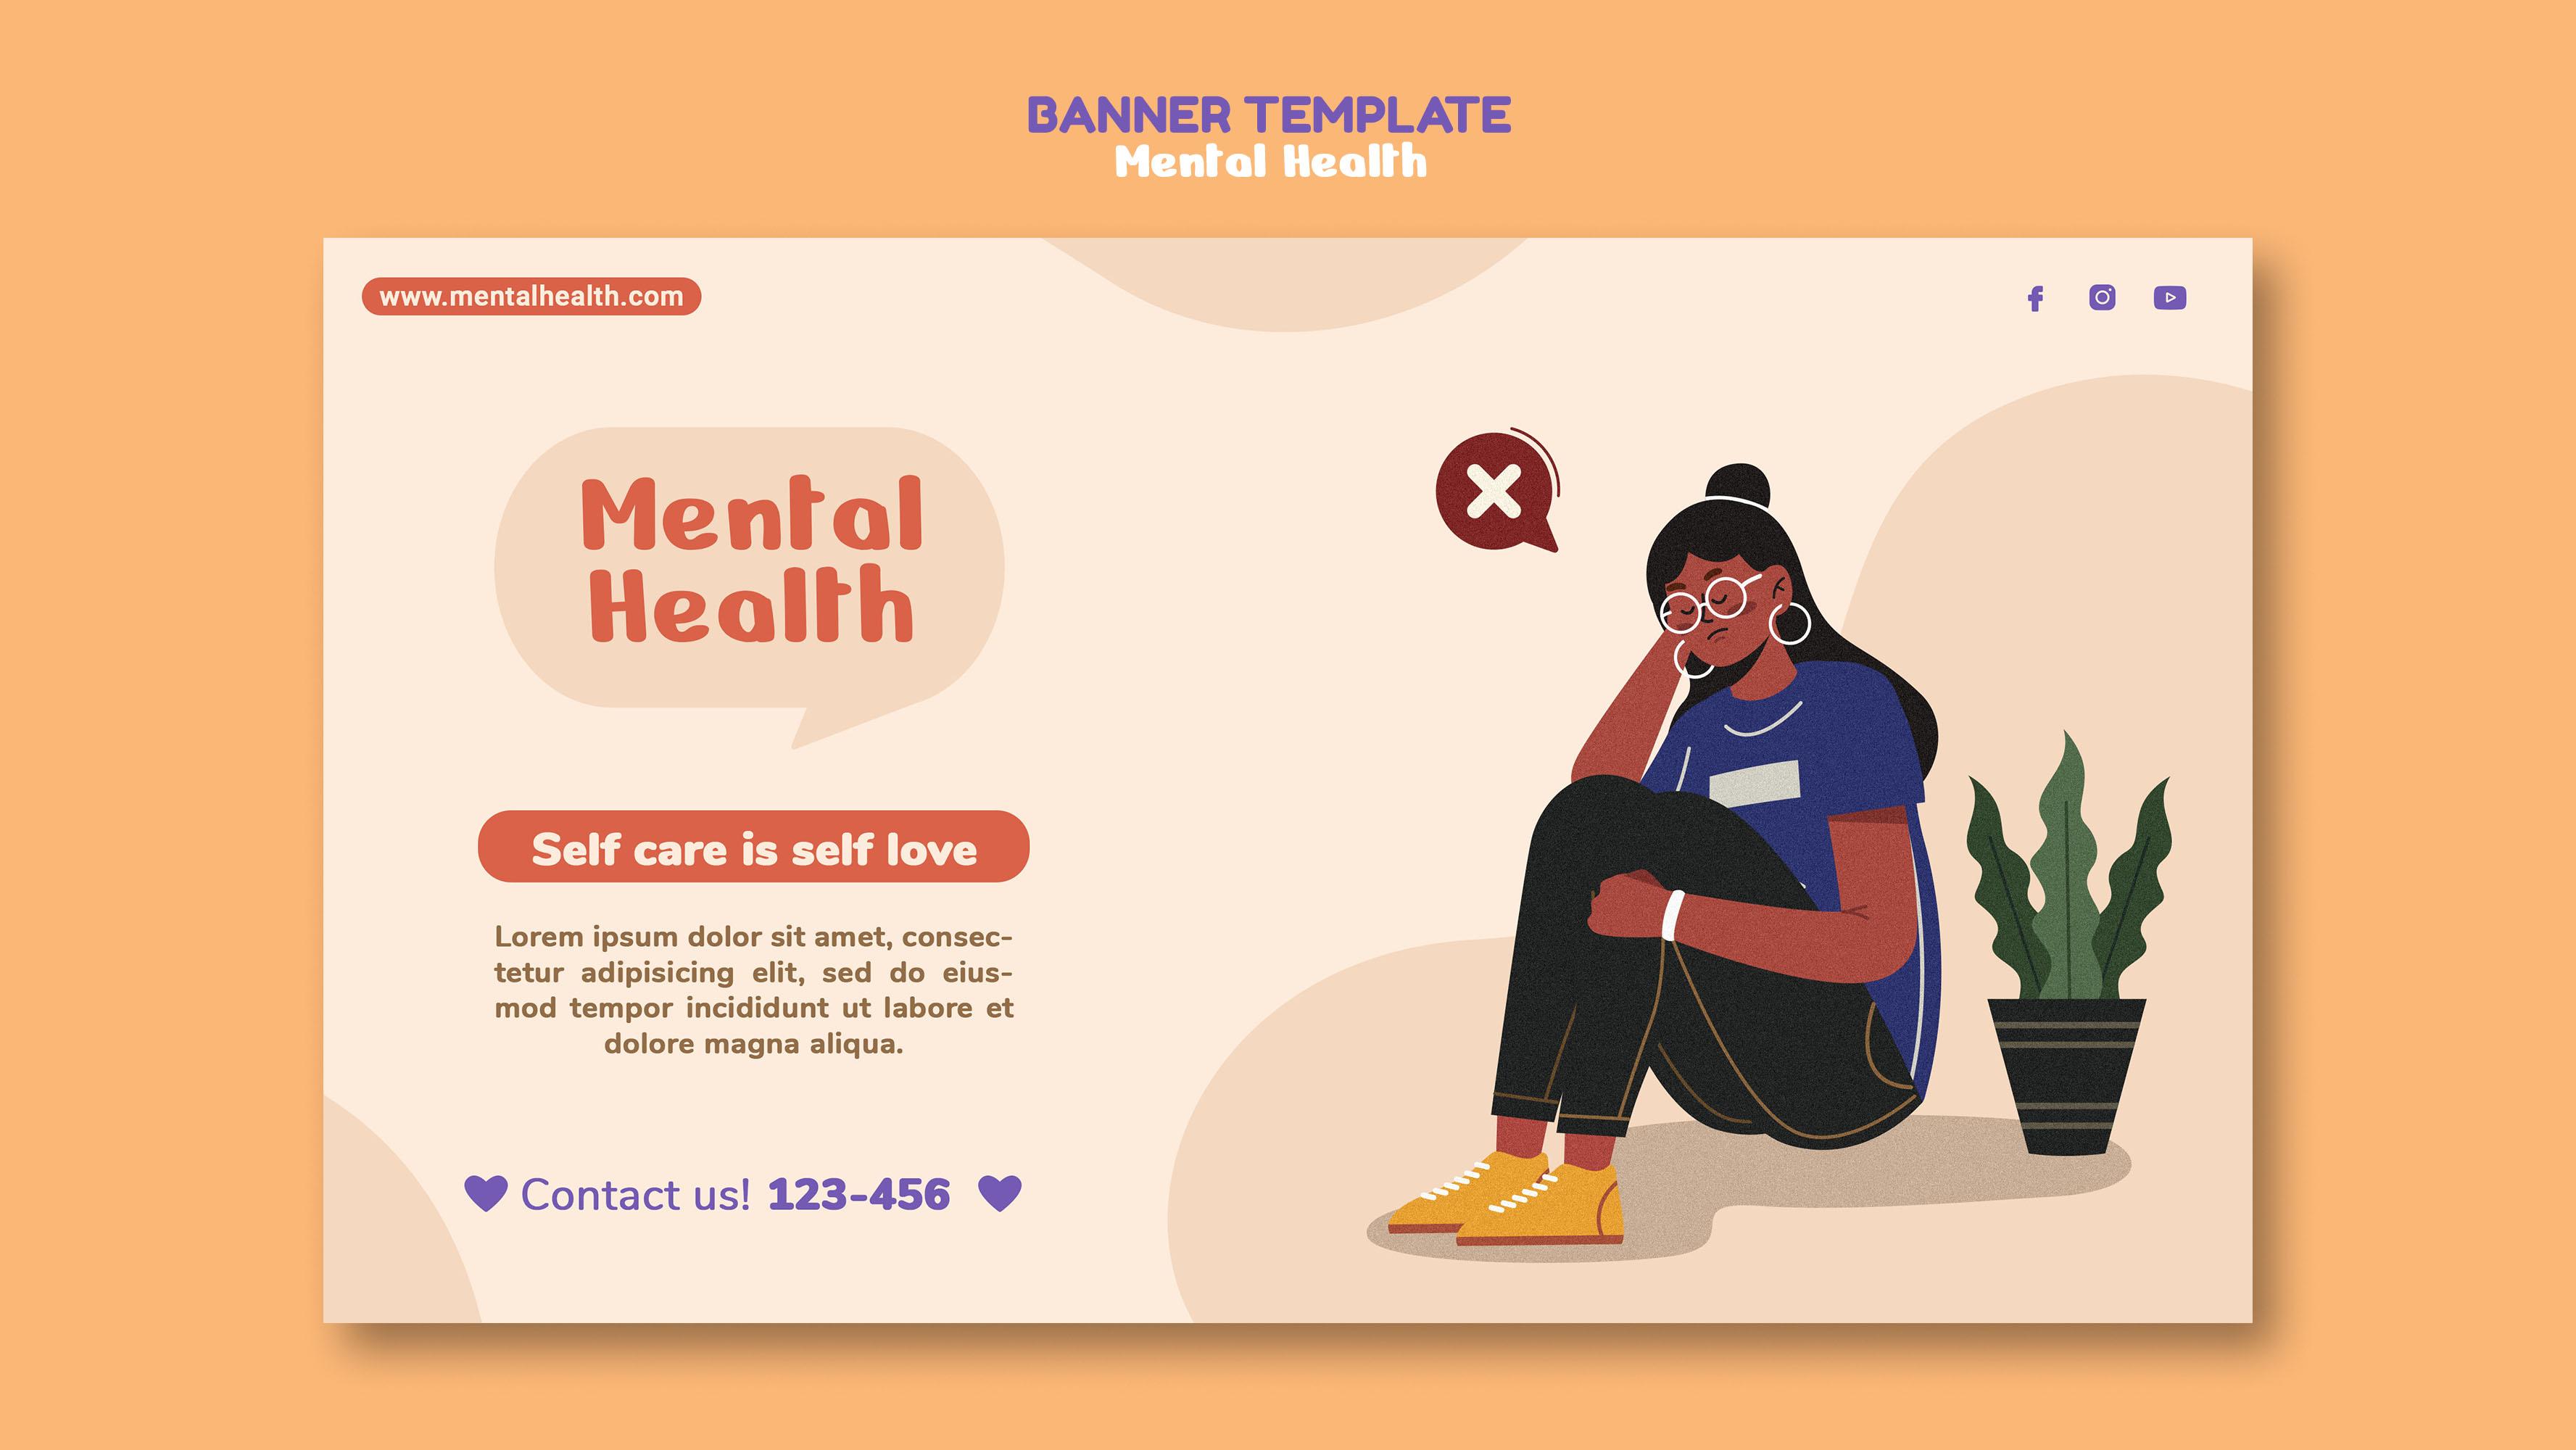 BANNER TEMPLATE
Mental Health
www.mentalhealth.com
Mental
Health
Self care is self love
Lorem ipsum dolor sit amet, consec-
tetur adipisicing elit, sed do eius-
mod tempor incididunt ut labore et
dolore magna aliqua.
Contact us! 123-456